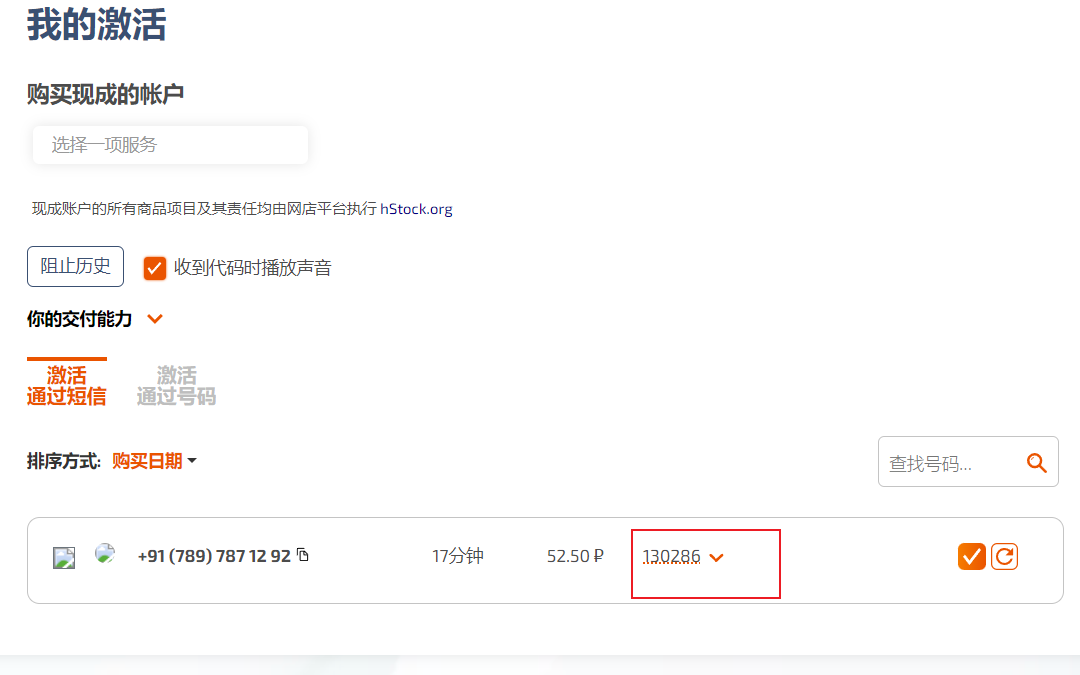 我的激活
购买现成的帐户
选择一项服务
现成账户的所有商品项目及其责任均由网店平台执行 hStock.org
阻止历史 收到代码时播放声音
你的交付能力
激活 激活
通过短信 通过号码
排序方式: 购买日期 查找号码...
+91 (789) 787 12 92 17分钟 52.50 ₽ 130286